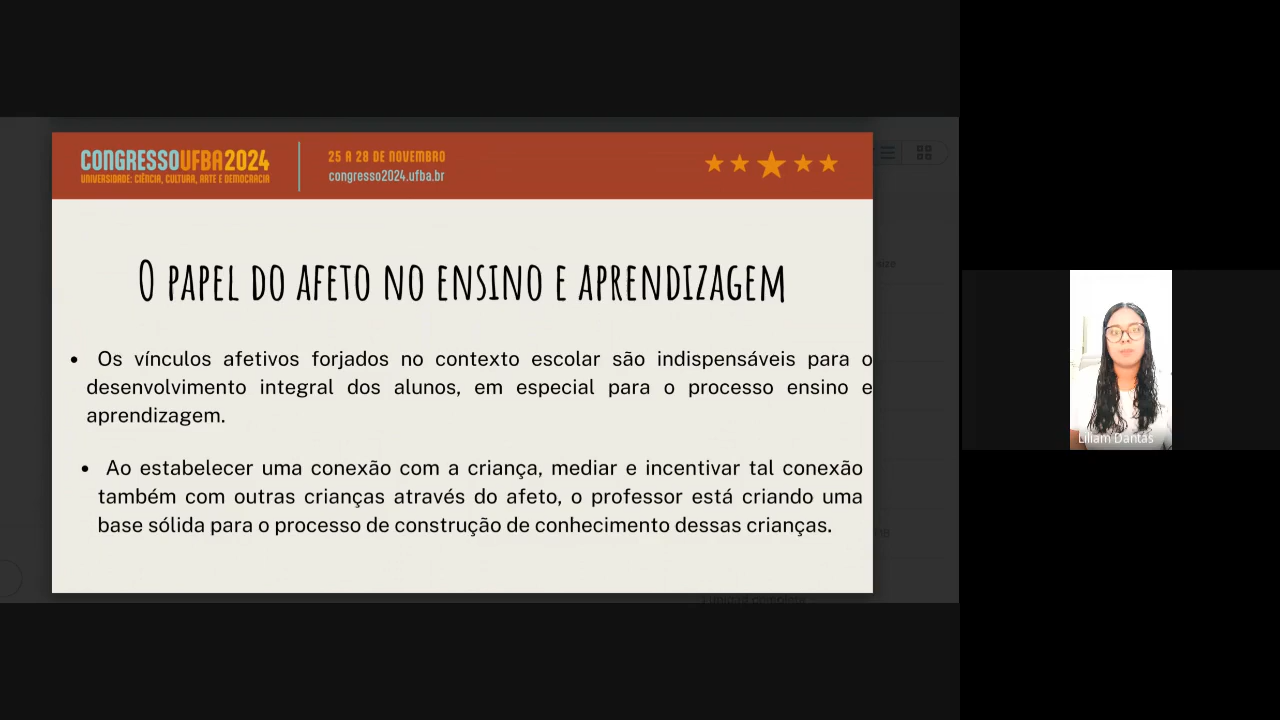 CONGRESSOUFBA2024
UNIVERSIDADE: CIÊNCIA, CULTURA, ARTE E DEMOCRACIA
25 A 28 DE NOVEMBRO
congresso2024.ufba.br
O PAPEL DO AFETO NO ENSINO E APRENDIZAGEM
• Os vínculos afetivos forjados no contexto escolar são indispensáveis para o
desenvolvimento integral dos alunos, em especial para o processo ensino e
aprendizagem.
• Ao estabelecer uma conexão com a criança, mediar e incentivar tal conexão
também com outras crianças através do afeto, o professor está criando uma
base sólida para o processo de construção de conhecimento dessas crianças.
Liliam Dantas